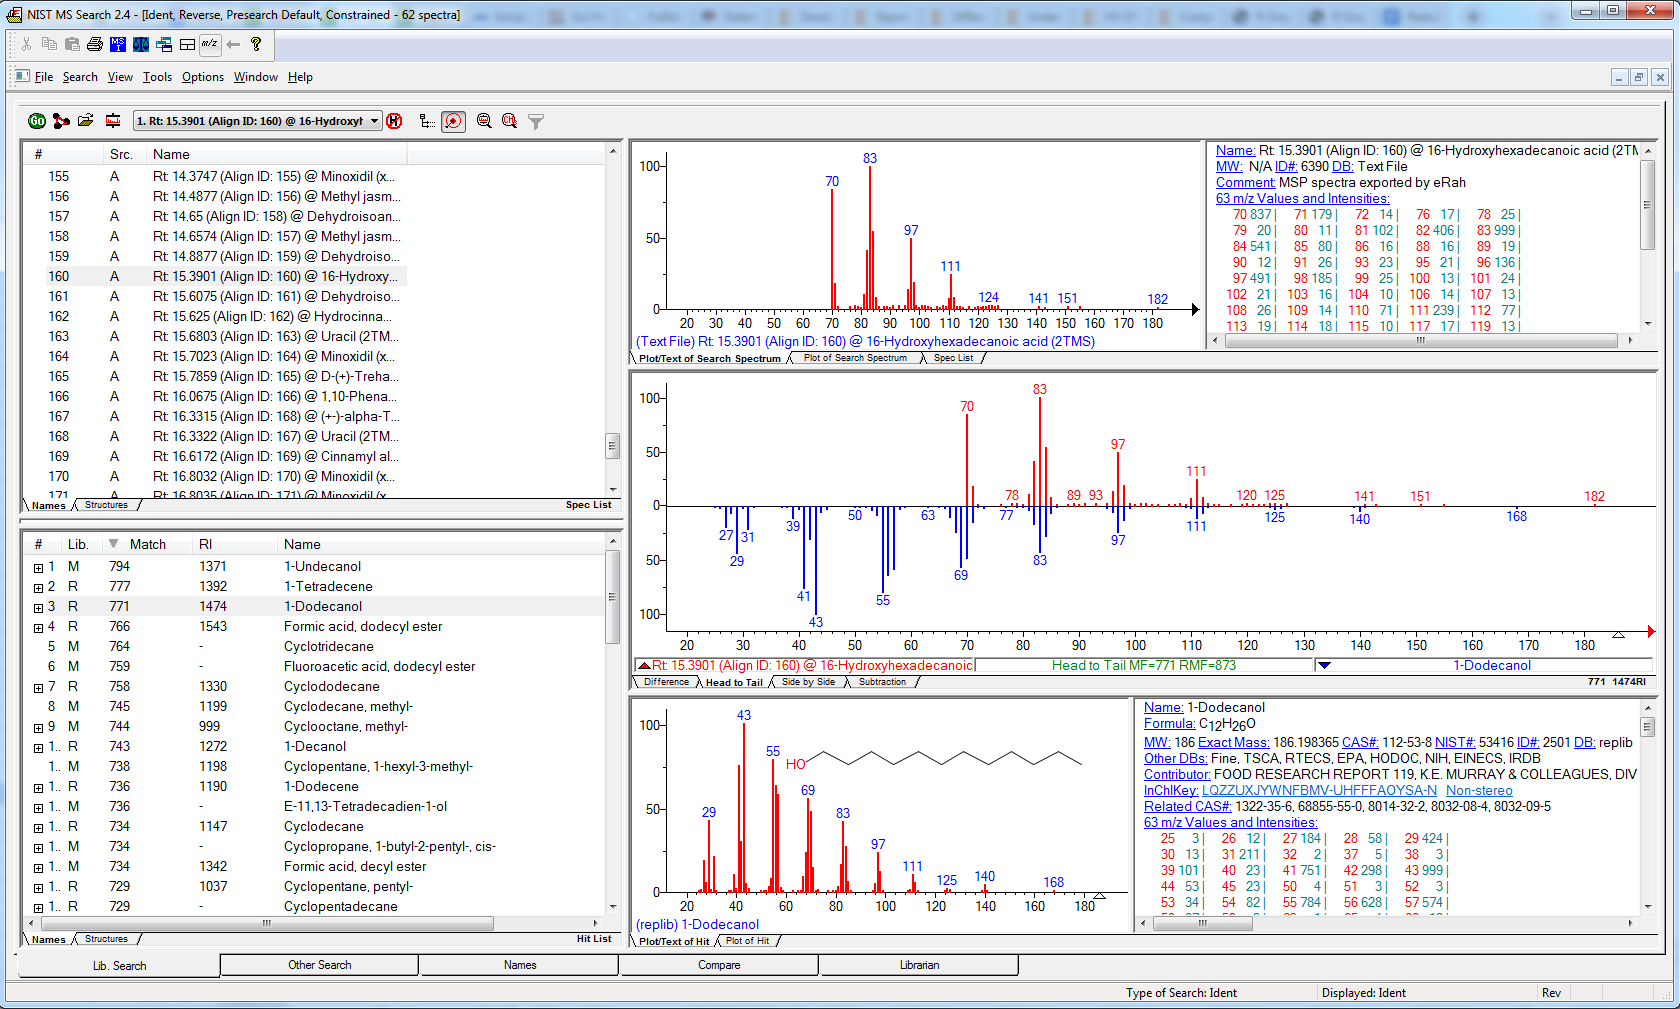 NIST MS Search 2.4 - [Ident, Reverse, Presearch Default, Constrained - 62 spectra]
File Search View Tools Options Window Help
1. Rt: 15.3901 (Align ID: 160) @ 16-Hydroxyl
# Src. Name
155 A Rt: 14.3747 (Align ID: 155) @ Minoxidil (x...
156 A Rt: 14.4877 (Align ID: 156) @ Methyl jasm...
157 A Rt: 14.65 (Align ID: 158) @ Dehydroisoan...
158 A Rt: 14.6574 (Align ID: 157) @ Methyl jasm...
159 A Rt: 14.8877 (Align ID: 159) @ Dehydroiso...
160 A Rt: 15.3901 (Align ID: 160) @ 16-Hydroxy...
161 A Rt: 15.6075 (Align ID: 161) @ Dehydroiso...
162 A Rt: 15.625 (Align ID: 162) @ Hydrocinna...
163 A Rt: 15.6803 (Align ID: 163) @ Uracil (2TM...
164 A Rt: 15.7023 (Align ID: 164) @ Minoxidil (x...
165 A Rt: 15.7859 (Align ID: 165) @ D-(+)-Treha...
166 A Rt: 16.0675 (Align ID: 166) @ 1,10-Phena...
167 A Rt: 16.3315 (Align ID: 168) @ (+-)-alpha-T...
168 A Rt: 16.3322 (Align ID: 167) @ Uracil (2TM...
169 A Rt: 16.6172 (Align ID: 169) @ Cinnamyl al...
170 A Rt: 16.8032 (Align ID: 170) @ Minoxidil (x...
171 A Rt: 16.8035 (Align ID: 171) @ Minoxidil (x...
Names Structures Spec List
# Lib. Match RI Name
1 M 794 1371 1-Undecanol
2 R 777 1392 1-Tetradecene
3 R 771 1474 1-Dodecanol
4 R 766 1543 Formic acid, dodecyl ester
5 M 764 - Cyclotridecane
6 M 759 - Fluoroacetic acid, dodecyl ester
7 R 758 1330 Cyclododecane
8 M 745 1199 Cyclodecane, methyl-
9 M 744 999 Cyclooctane, methyl-
1.. R 743 1272 1-Decanol
1.. M 738 1198 Cyclopentane, 1-hexyl-3-methyl-
1.. R 736 1190 1-Dodecene
1.. M 736 - E-11,13-Tetradecadien-1-ol
1.. R 734 1147 Cyclodecane
1.. M 734 - Cyclopropane, 1-butyl-2-pentyl-, cis-
1.. M 734 1342 Formic acid, decyl ester
1.. R 729 1037 Cyclopentane, pentyl-
1.. R 729 - Cyclopentadecane
Names Structures Hit List
100 50 0
70 83 97 111 124 141 151 182
20 30 40 50 60 70 80 90 100 110 120 130 140 150 160 170 180
(Text File) Rt: 15.3901 (Align ID: 160) @ 16-Hydroxyhexadecanoic acid (2TMS)
Plot/Text of Search Spectrum Plot of Search Spectrum Spec List
Name: Rt: 15.3901 (Align ID: 160) @ 16-Hydroxyhexadecanoic acid (2TM
MW: N/A ID#: 6390 DB: Text File
Comment: MSP spectra exported by eRah
63 m/z Values and Intensities:
70 837 | 71 179 | 72 14 | 76 17 | 78 25 |
79 20 | 80 11 | 81 102 | 82 406 | 83 999 |
84 541 | 85 80 | 86 16 | 88 16 | 89 19 |
90 12 | 91 26 | 93 23 | 95 21 | 96 136 |
97 491 | 98 185 | 99 25 | 100 13 | 101 24 |
102 21 | 103 16 | 104 10 | 106 14 | 107 13 |
108 26 | 109 14 | 110 71 | 111 239 | 112 77 |
113 19 | 114 18 | 115 10 | 117 17 | 119 13 |
100 50 0 50 100
70 78 83 89 93 97 111 120 125 141 151 182
27 29 31 39 41 43 50 55 63 69 77 83 97 111 125 140 168
20 30 40 50 60 70 80 90 100 110 120 130 140 150 160 170 180
Rt: 15.3901 (Align ID: 160) @ 16-Hydroxyhexadecanoic Head to Tail MF=771 RMF=873 1-Dodecanol
Difference Head to Tail Side by Side Subtraction 771 1474RI
100 50 0
29 43 55 69 83 97 111 125 140 168
HO
20 40 60 80 100 120 140 160 180
(replib) 1-Dodecanol
Plot/Text of Hit Plot of Hit
Name: 1-Dodecanol
Formula: C12H26O
MW: 186 Exact Mass: 186.198365 CAS#: 112-53-8 NIST#: 53416 ID#: 2501 DB: replib
Other DBs: Fine, TSCA, RTECS, EPA, HODOC, NIH, EINECS, IRDB
Contributor: FOOD RESEARCH REPORT 119, K.E. MURRAY & COLLEAGUES, DIV
InChIKey: LQZZUXJYWNFBMV-UHFFFAOYSA-N Non-stereo
Related CAS#: 1322-35-6, 68855-55-0, 8014-32-2, 8032-08-4, 8032-09-5
63 m/z Values and Intensities:
25 3 | 26 12 | 27 184 | 28 58 | 29 424 |
30 13 | 31 211 | 32 2 | 37 5 | 38 3 |
39 101 | 40 23 | 41 751 | 42 298 | 43 999 |
44 53 | 45 23 | 50 4 | 51 3 | 52 3 |
53 34 | 54 82 | 55 784 | 56 628 | 57 574 |
Lib. Search Other Search Names Compare Librarian
Type of Search: Ident Displayed: Ident Rev